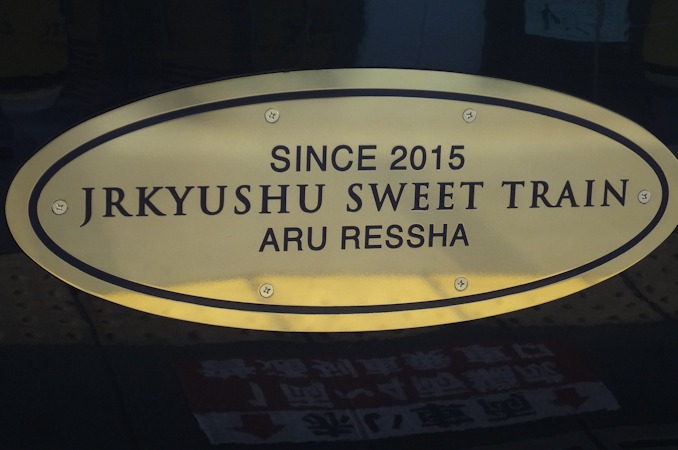 SINCE 2015
JRKYUSHU SWEET TRAIN
ARU RESSHA